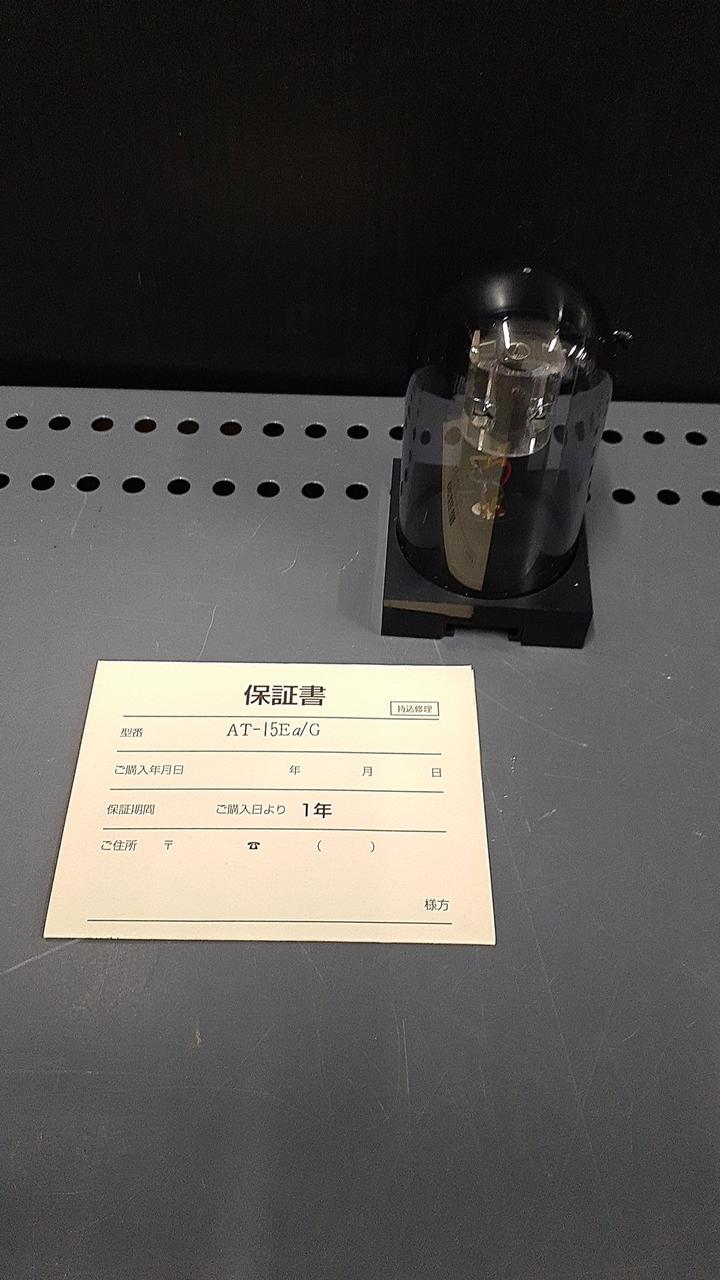 保証書
持込修理
型番 AT-15Ea/G
ご購入年月日 年 月 日
保証期間 ご購入日より 1年
ご住所 〒 ☎ ( )
様方